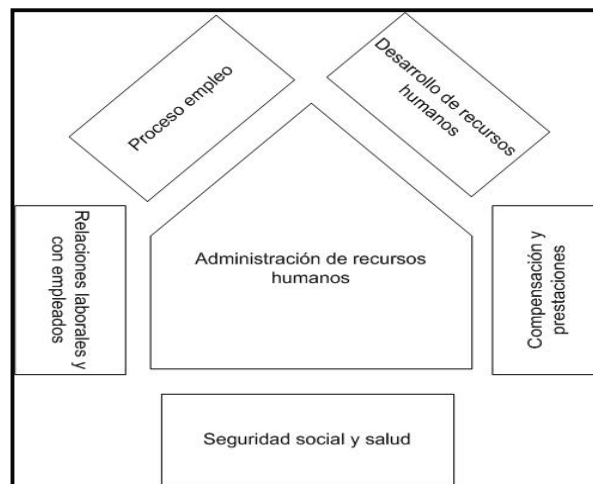 Proceso empleo
Desarrollo de recursos
humanos
Relaciones laborales y
con empleados
Administración de recursos
humanos
Compensación y
prestaciones
Seguridad social y salud